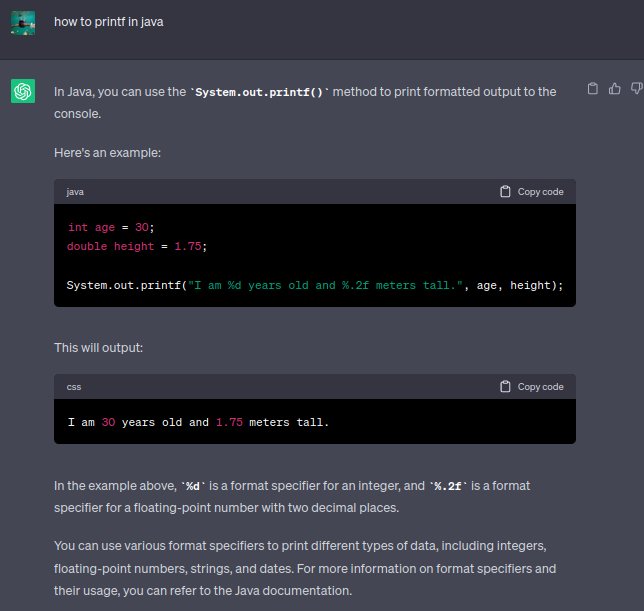 how to printf in java
In Java, you can use the `System.out.printf()` method to print formatted output to the
console.
Here's an example:
java
Copy code
int age = 30;
double height = 1.75;
System.out.printf("I am %d years old and %.2f meters tall.", age, height);
This will output:
css
Copy code
I am 30 years old and 1.75 meters tall.
In the example above, `%d` is a format specifier for an integer, and `%.2f` is a format
specifier for a floating-point number with two decimal places.
You can use various format specifiers to print different types of data, including integers,
floating-point numbers, strings, and dates. For more information on format specifiers and
their usage, you can refer to the Java documentation.